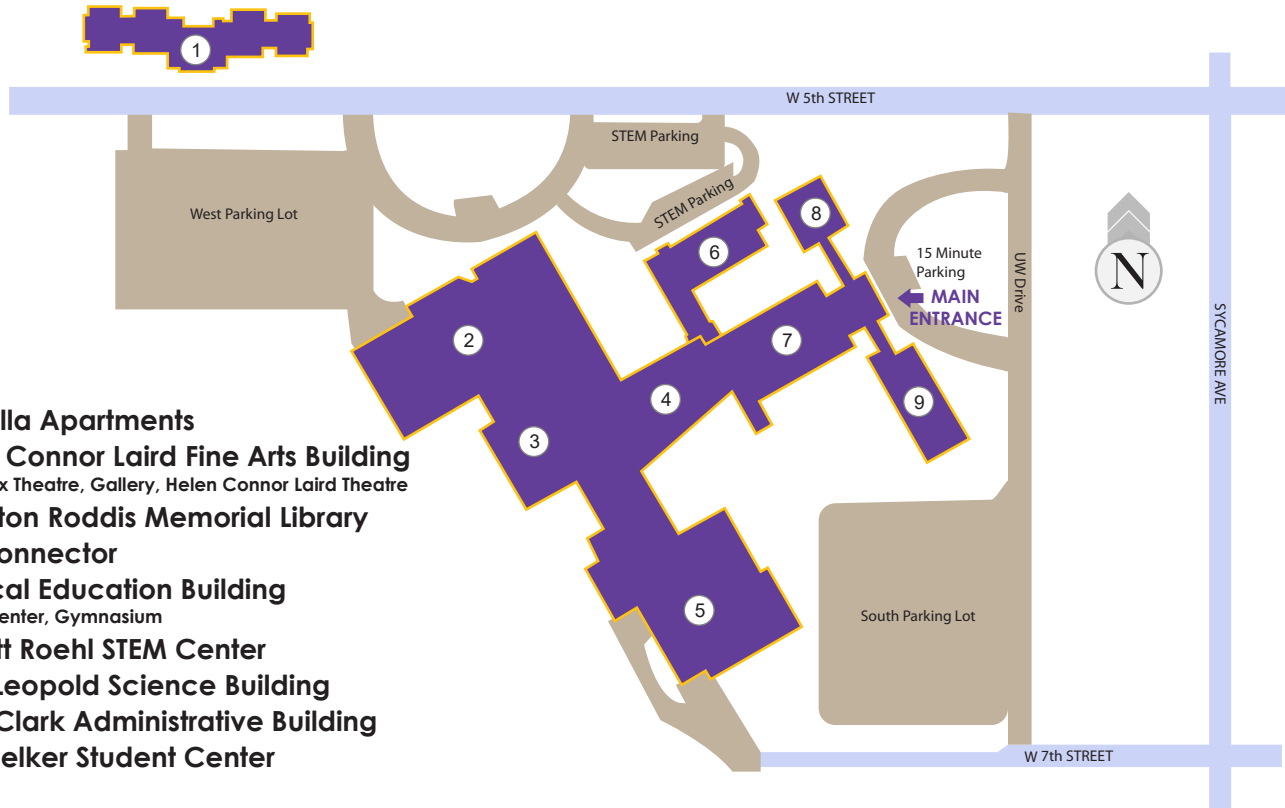 1
W 5th STREET
STEM Parking
STEM Parking
West Parking Lot
8
6
15 Minute
Parking
MAIN
ENTRANCE
UW Drive
N
SYCAMORE AVE
2
7
4
9
3
5
South Parking Lot
W 7th STREET
lla Apartments
Connor Laird Fine Arts Building
x Theatre, Gallery, Helen Connor Laird Theatre
ton Roddis Memorial Library
onnector
cal Education Building
enter, Gymnasium
tt Roehl STEM Center
Leopold Science Building
Clark Administrative Building
elker Student Center